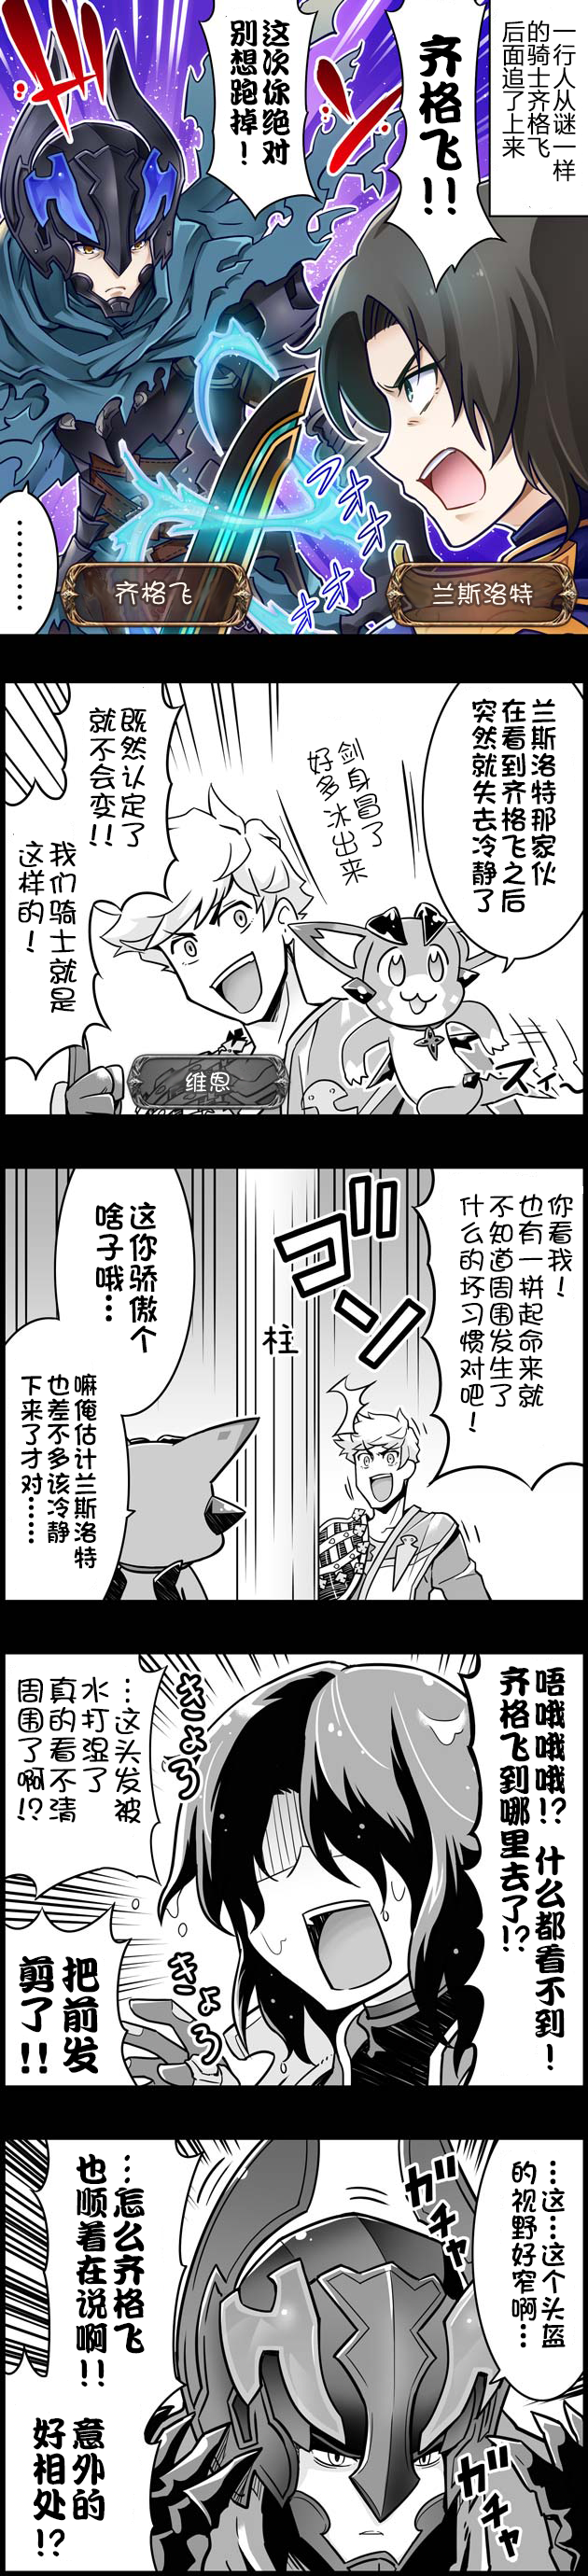 一行人从谜一样
的骑士齐格飞
后面追了上来
齐格飞!!
这次你绝对
别想跑掉!
オオオオ
………
齐格飞
兰斯洛特
兰斯洛特那家伙
在看到齐格飞之后
突然就失去冷静了
剑身冒了
好多冰出来
既然认定了
就不会变!!
我们骑士就是
这样的!
スィ〜
维恩
你看我!
也有一拼起命来就
不知道周围发生了
什么的坏习惯对吧!
ゴン
柱
这你骄傲个
啥子哦…
嘛俺估计兰斯洛特
也差不多该冷静
下来了才对……
唔哦哦哦!?什么都看不到!
齐格飞到哪里去了!?
きょろ
…这头发被
水打湿了
真的看不清
周围了啊!?
きょろ
把前发
剪了!!
…这…这个头盔
的视野好窄啊…
ガチャ
…怎么齐格飞
也顺着在说啊!!
ガチャ
意外的
好相处!?